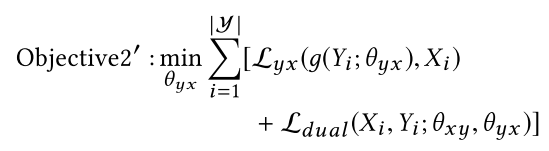 Objective2′ : min_{θ_{yx}} ∑_{i=1}^{|𝒴|} [ℒ_{yx}(g(Y_i; θ_{yx}), X_i)
+ ℒ_{dual}(X_i, Y_i; θ_{xy}, θ_{yx})]